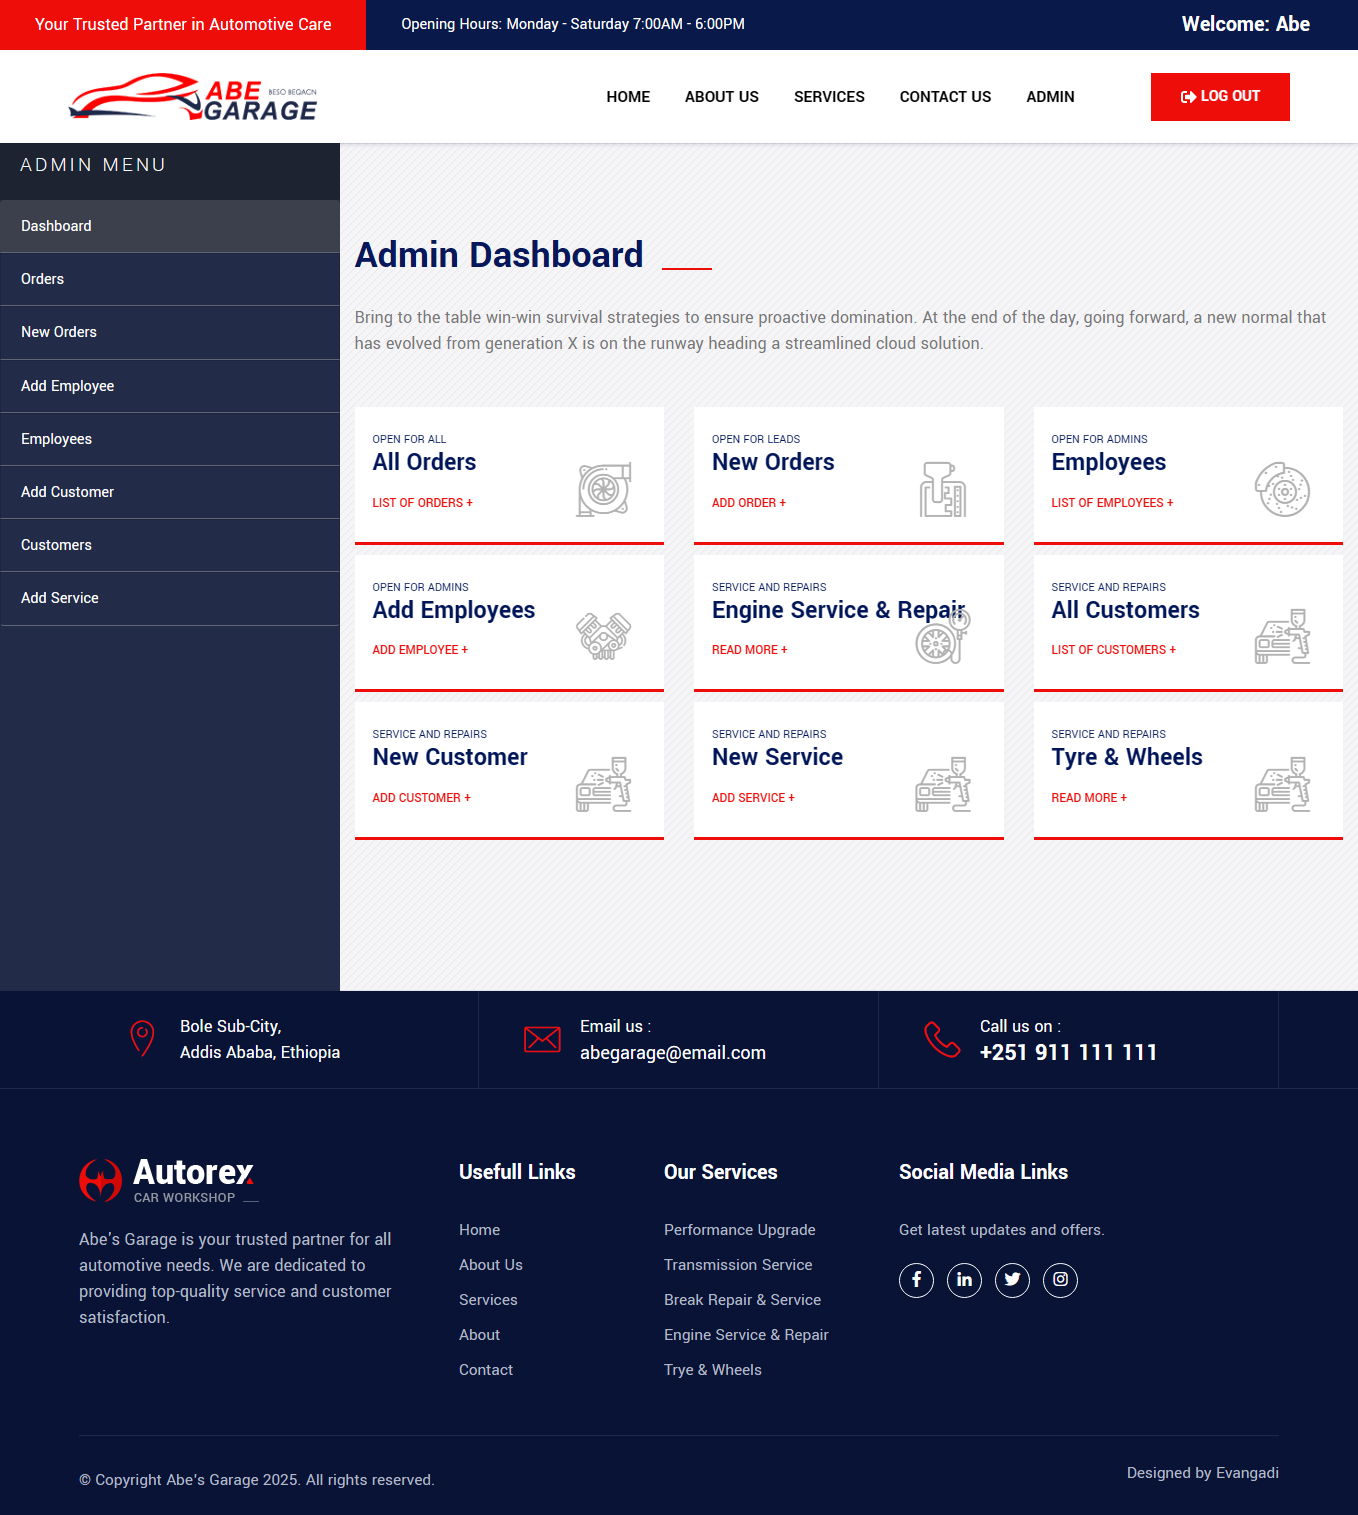 Your Trusted Partner in Automotive Care
Opening Hours: Monday - Saturday 7:00AM - 6:00PM
Welcome: Abe
ABE BESO BEQACN
GARAGE
HOME
ABOUT US
SERVICES
CONTACT US
ADMIN
LOG OUT
ADMIN MENU
Dashboard
Orders
New Orders
Add Employee
Employees
Add Customer
Customers
Add Service
Admin Dashboard
Bring to the table win-win survival strategies to ensure proactive domination. At the end of the day, going forward, a new normal that
has evolved from generation X is on the runway heading a streamlined cloud solution.
OPEN FOR ALL
All Orders
LIST OF ORDERS +
OPEN FOR LEADS
New Orders
ADD ORDER +
OPEN FOR ADMINS
Employees
LIST OF EMPLOYEES +
OPEN FOR ADMINS
Add Employees
ADD EMPLOYEE +
SERVICE AND REPAIRS
Engine Service & Repair
READ MORE +
SERVICE AND REPAIRS
All Customers
LIST OF CUSTOMERS +
SERVICE AND REPAIRS
New Customer
ADD CUSTOMER +
SERVICE AND REPAIRS
New Service
ADD SERVICE +
SERVICE AND REPAIRS
Tyre & Wheels
READ MORE +
Bole Sub-City,
Addis Ababa, Ethiopia
Email us :
abegarage@email.com
Call us on :
+251 911 111 111
Autorex
CAR WORKSHOP
Abe's Garage is your trusted partner for all
automotive needs. We are dedicated to
providing top-quality service and customer
satisfaction.
Usefull Links
Home
About Us
Services
About
Contact
Our Services
Performance Upgrade
Transmission Service
Break Repair & Service
Engine Service & Repair
Trye & Wheels
Social Media Links
Get latest updates and offers.
© Copyright Abe's Garage 2025. All rights reserved.
Designed by Evangadi